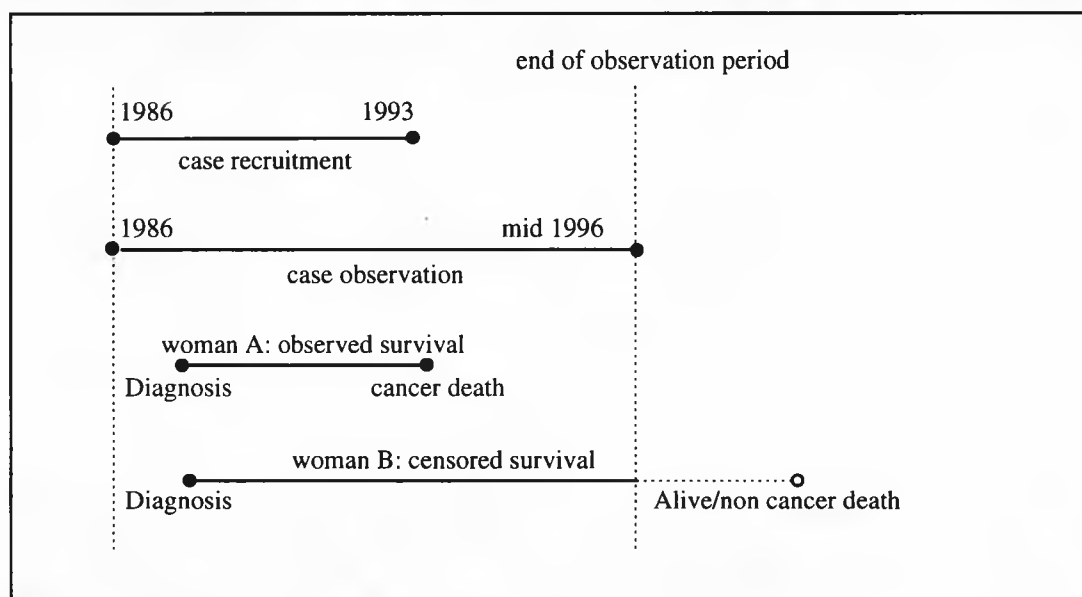 end of observation period
1986 1993
case recruitment
1986 mid 1996
case observation
woman A: observed survival
Diagnosis cancer death
woman B: censored survival
Diagnosis Alive/non cancer death